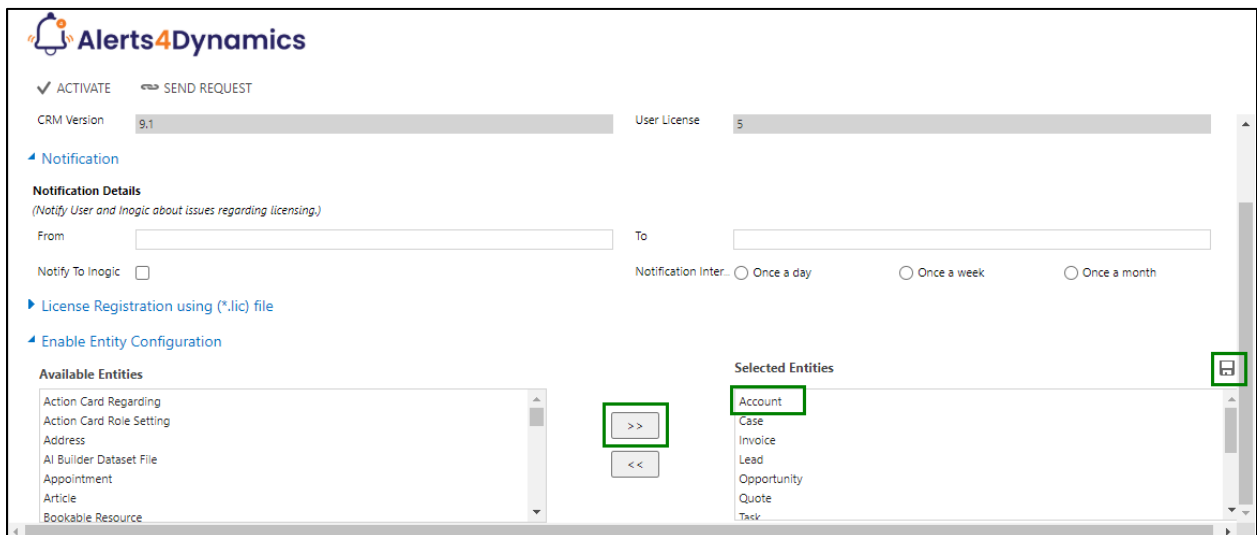 Alerts4Dynamics
ACTIVATE SEND REQUEST
CRM Version 9.1 User License 5
Notification
Notification Details
(Notify User and Inogic about issues regarding licensing.)
From To
Notify To Inogic Notification Inter... Once a day Once a week Once a month
License Registration using (*.lic) file
Enable Entity Configuration
Available Entities Selected Entities
Action Card Regarding Account
Action Card Role Setting >> Case
Address Invoice
AI Builder Dataset File Lead
Appointment << Opportunity
Article Quote
Bookable Resource Task